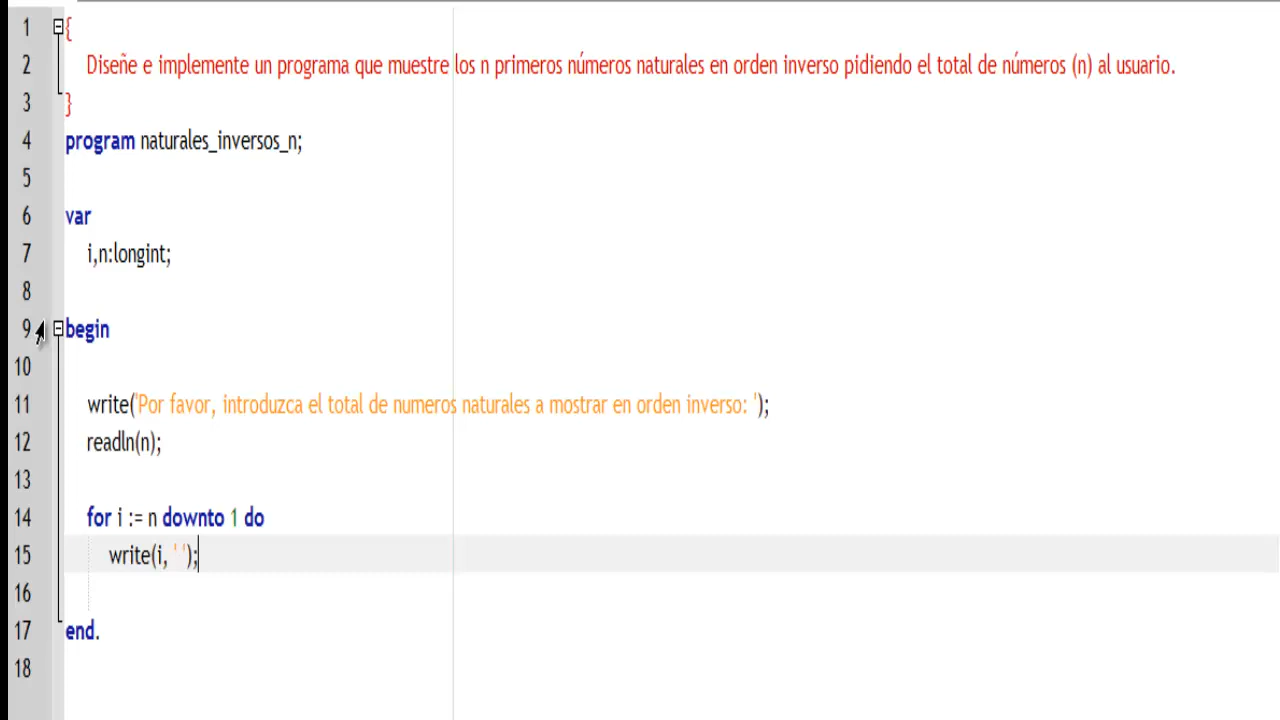 1 {
2 Diseñe e implemente un programa que muestre los n primeros números naturales en orden inverso pidiendo el total de números (n) al usuario.
3 }
4 program naturales_inversos_n;
5
6 var
7 i,n:longint;
8
9 begin
10
11 write('Por favor, introduzca el total de numeros naturales a mostrar en orden inverso: ');
12 readln(n);
13
14 for i := n downto 1 do
15 write(i, ' ');
16
17 end.
18